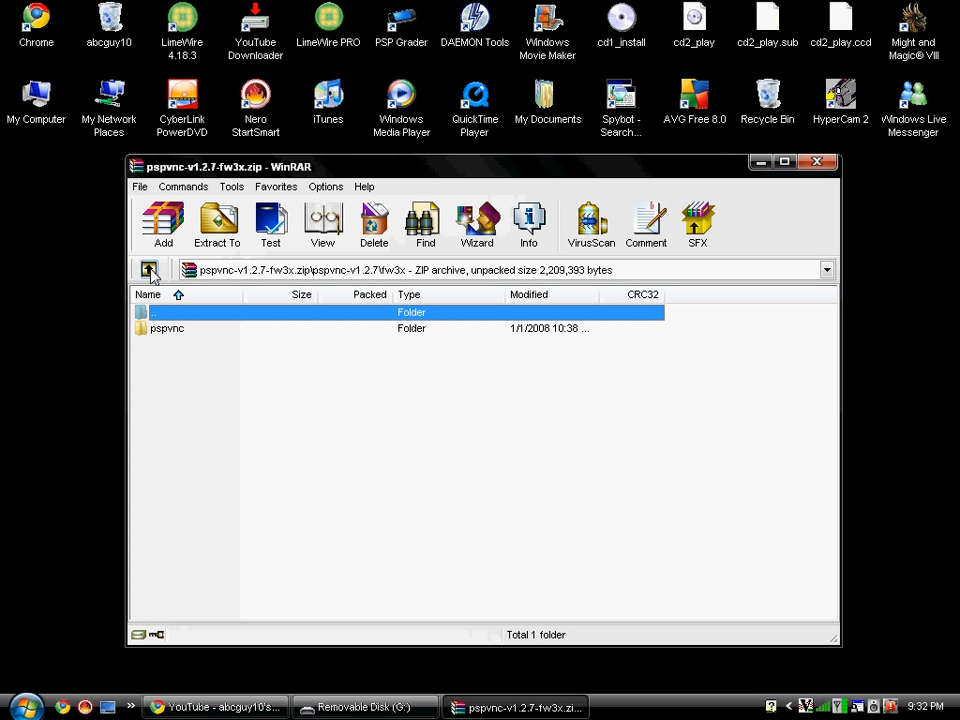 Chrome
abcguy10
LimeWire
4.18.3
YouTube
Downloader
LimeWire PRO
PSP Grader
DAEMON Tools
Windows
Movie Maker
cd1_install
cd2_play
cd2_play.sub
cd2_play.ccd
Might and
Magic® VIII
My Computer
My Network
Places
CyberLink
PowerDVD
Nero
StartSmart
iTunes
Windows
Media Player
QuickTime
Player
My Documents
Spybot -
Search...
AVG Free 8.0
Recycle Bin
HyperCam 2
Windows Live
Messenger
pspvnc-v1.2.7-fw3x.zip - WinRAR
File Commands Tools Favorites Options Help
Add Extract To Test View Delete Find Wizard Info VirusScan Comment SFX
pspvnc-v1.2.7-fw3x.zip\pspvnc-v1.2.7\fw3x - ZIP archive, unpacked size 2,209,393 bytes
Name Size Packed Type Modified CRC32
.. Folder
pspvnc Folder 1/1/2008 10:38 ...
Total 1 folder
YouTube - abcguy10's... Removable Disk (G:) pspvnc-v1.2.7-fw3x.zi... 9:32 PM